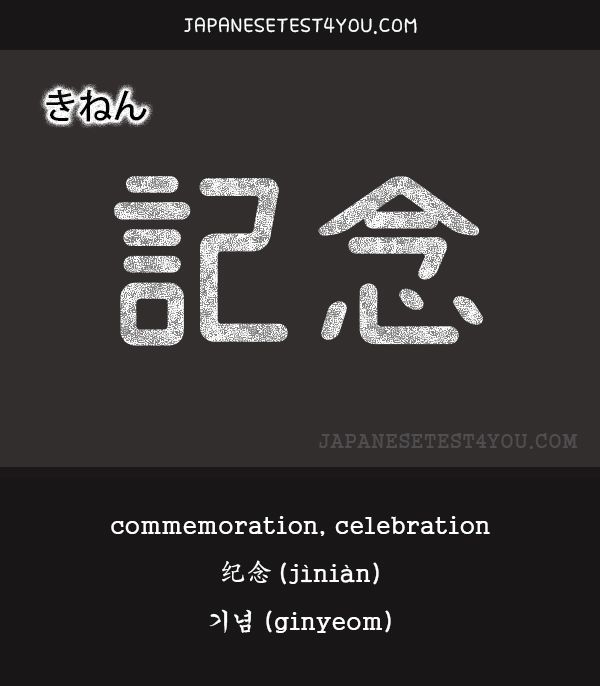 JAPANESETEST4YOU.COM
きねん
記念
JAPANESETEST4YOU.COM
commemoration, celebration
纪念 (jìniàn)
기념 (ginyeom)